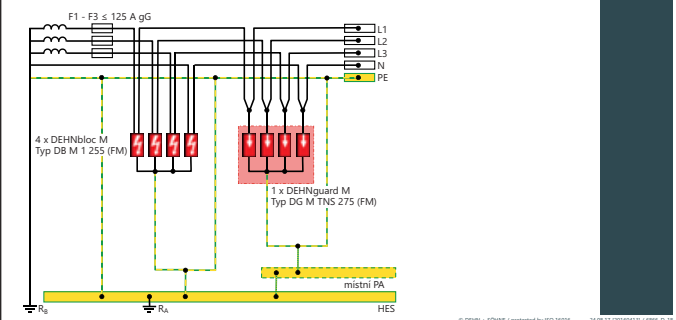 F1 - F3 ≤ 125 A gG
L1
L2
L3
N
PE
4 x DEHNbloc M
Typ DB M 1 255 (FM)
1 x DEHNguard M
Typ DG M TNS 275 (FM)
místní PA
RB
RA
HES